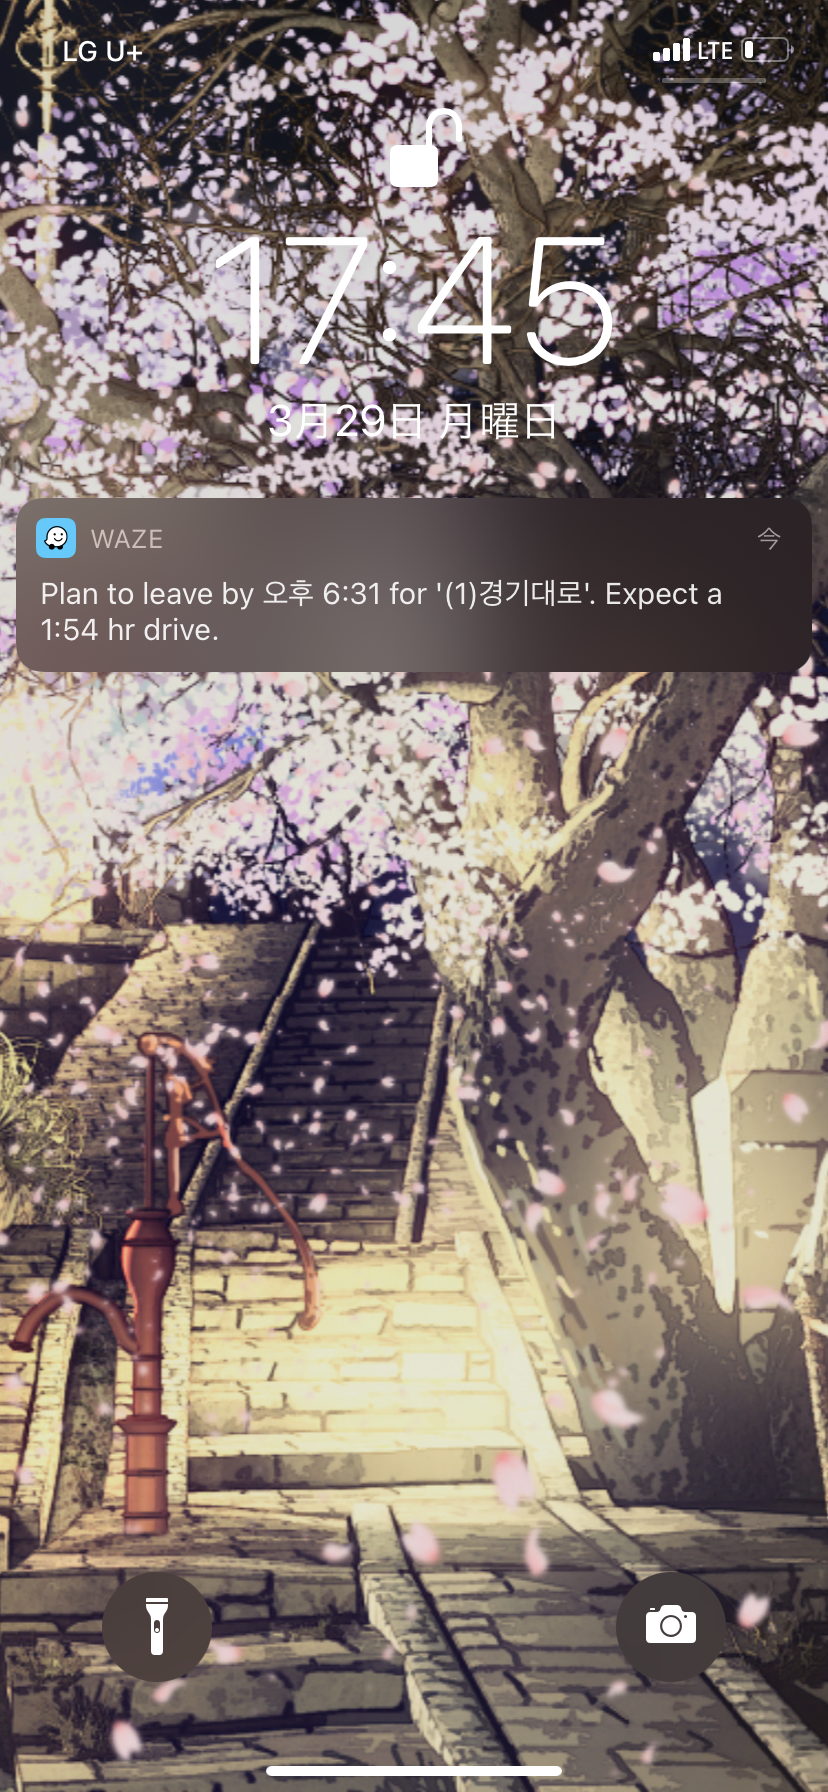 LG U+
LTE
17:45
3月29日 月曜日
WAZE
今
Plan to leave by 오후 6:31 for '(1)경기대로'. Expect a
1:54 hr drive.